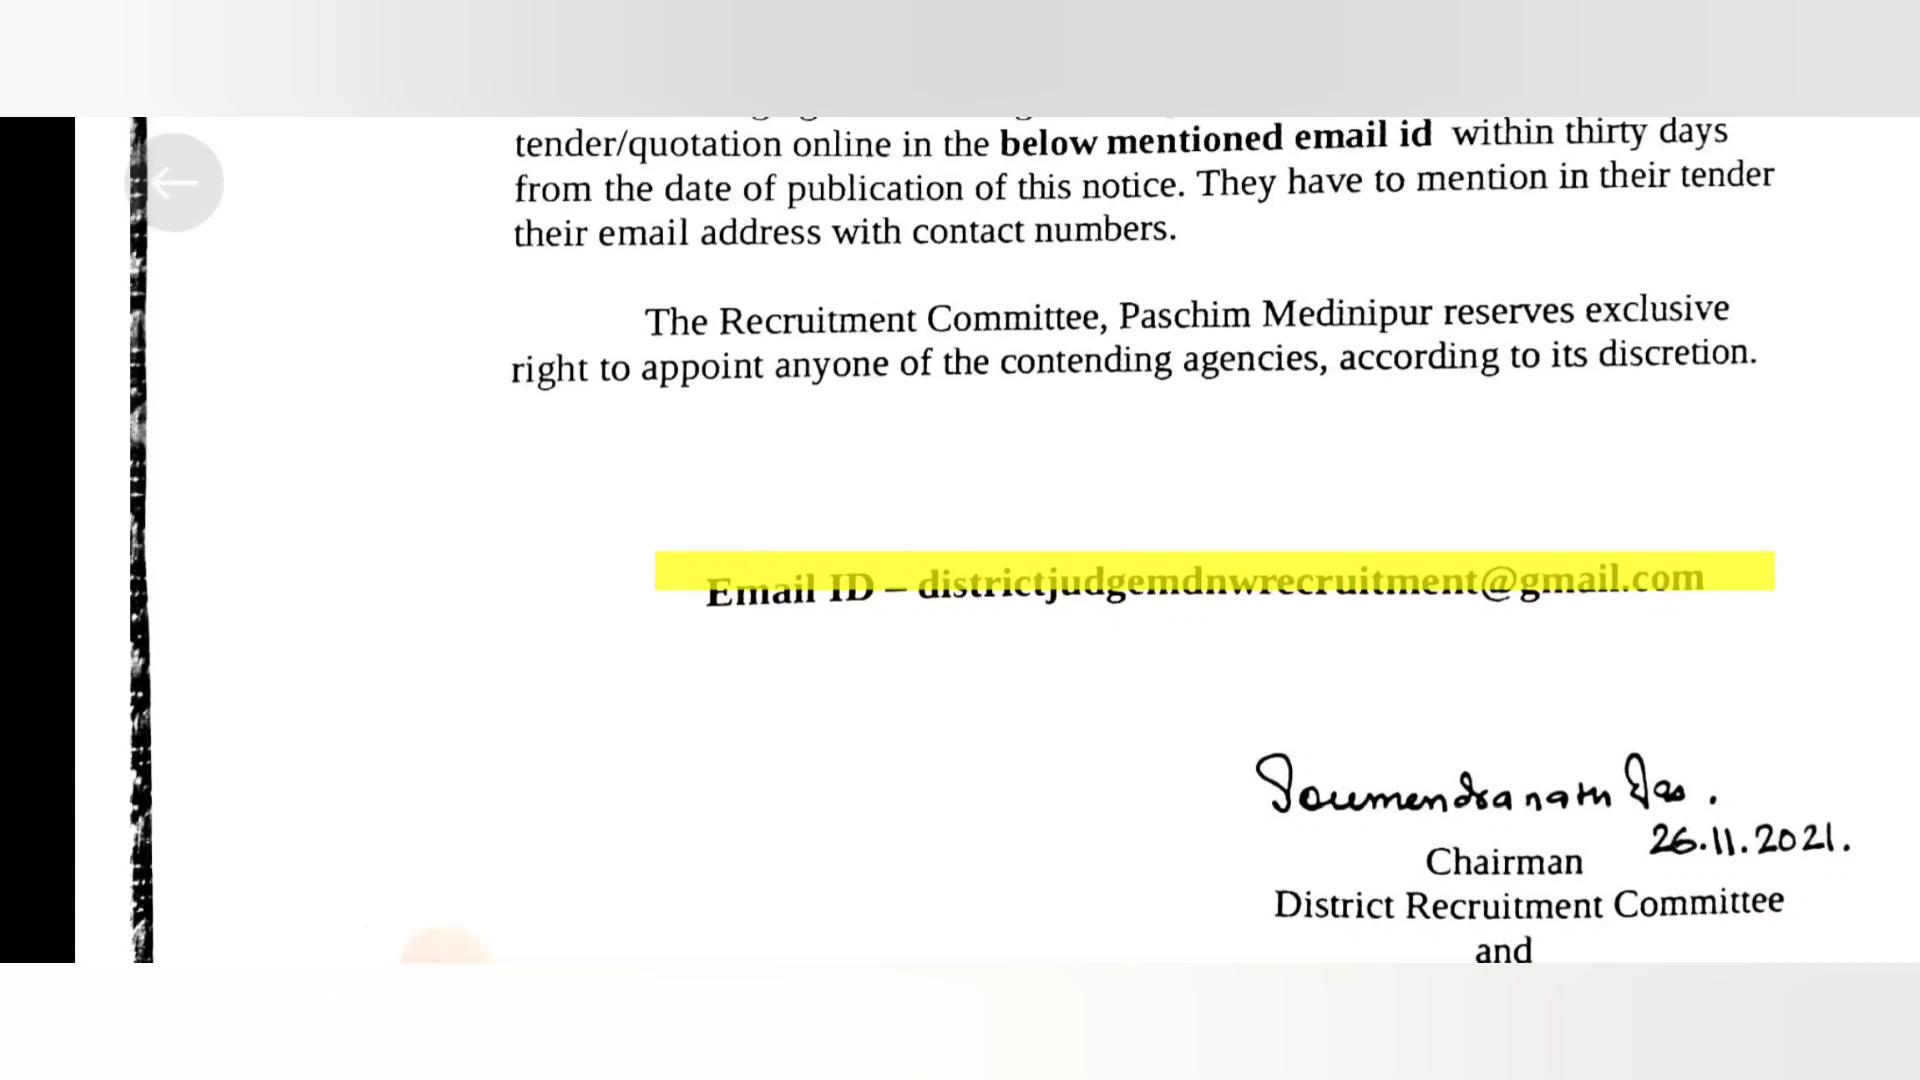 tender/quotation online in the below mentioned email id within thirty days
from the date of publication of this notice. They have to mention in their tender
their email address with contact numbers.
The Recruitment Committee, Paschim Medinipur reserves exclusive
right to appoint anyone of the contending agencies, according to its discretion.
Email ID – districtjudgemdnwrecruitment@gmail.com
Soumendranath Das.
26.11.2021.
Chairman
District Recruitment Committee
and